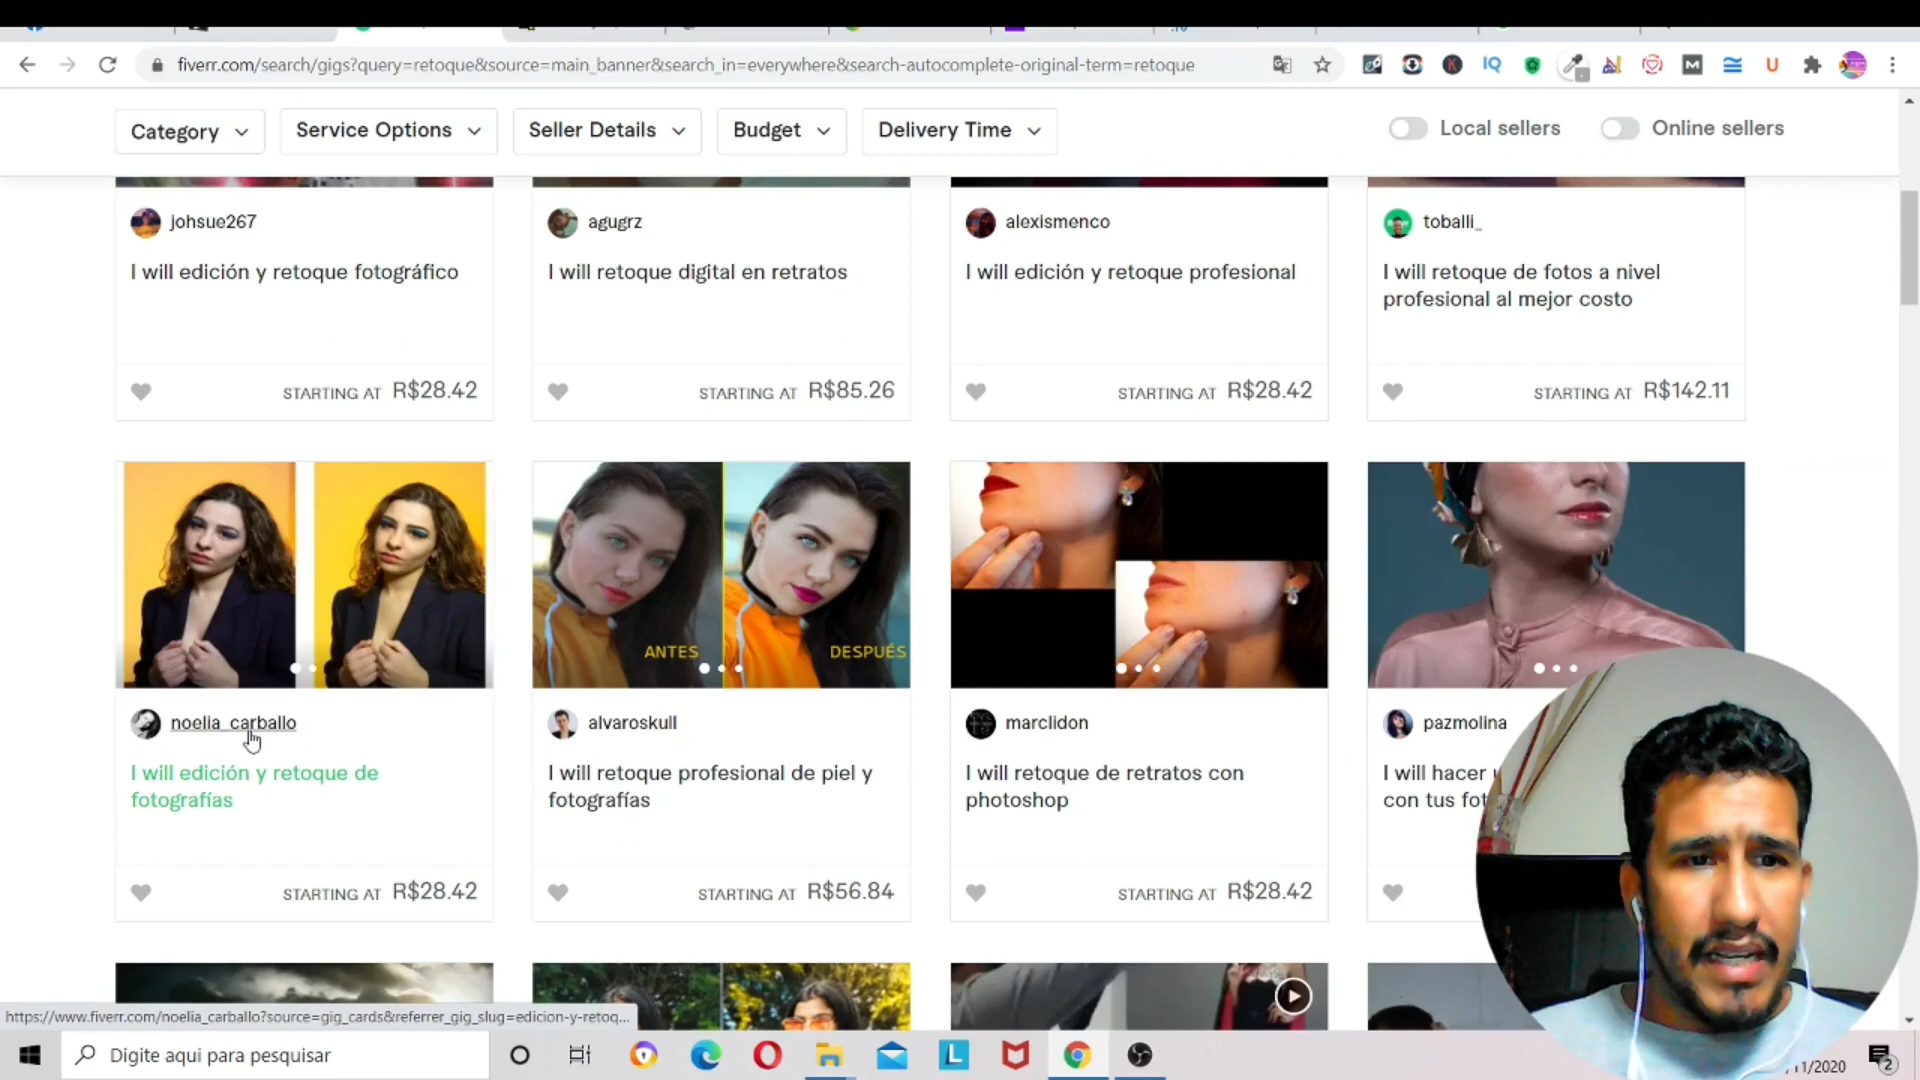 fiverr.com/search/gigs?query=retoque&source=main_banner&search_in=everywhere&search-autocomplete-original-term=retoque
Category
Service Options
Seller Details
Budget
Delivery Time
Local sellers
Online sellers
johsue267
I will edición y retoque fotográfico
STARTING AT R$28.42
agugrz
I will retoque digital en retratos
STARTING AT R$85.26
alexismenco
I will edición y retoque profesional
STARTING AT R$28.42
toballi_
I will retoque de fotos a nivel
profesional al mejor costo
STARTING AT R$142.11
noelia_carballo
I will edición y retoque de
fotografías
STARTING AT R$28.42
ANTES
DESPUÉS
alvaroskull
I will retoque profesional de piel y
fotografías
STARTING AT R$56.84
marclidon
I will retoque de retratos con
photoshop
STARTING AT R$28.42
pazmolina
I will hacer
con tus
https://www.fiverr.com/noelia_carballo?source=gig_cards&referrer_gig_slug=edicion-y-retoq...
Digite aqui para pesquisar
11/2020
2